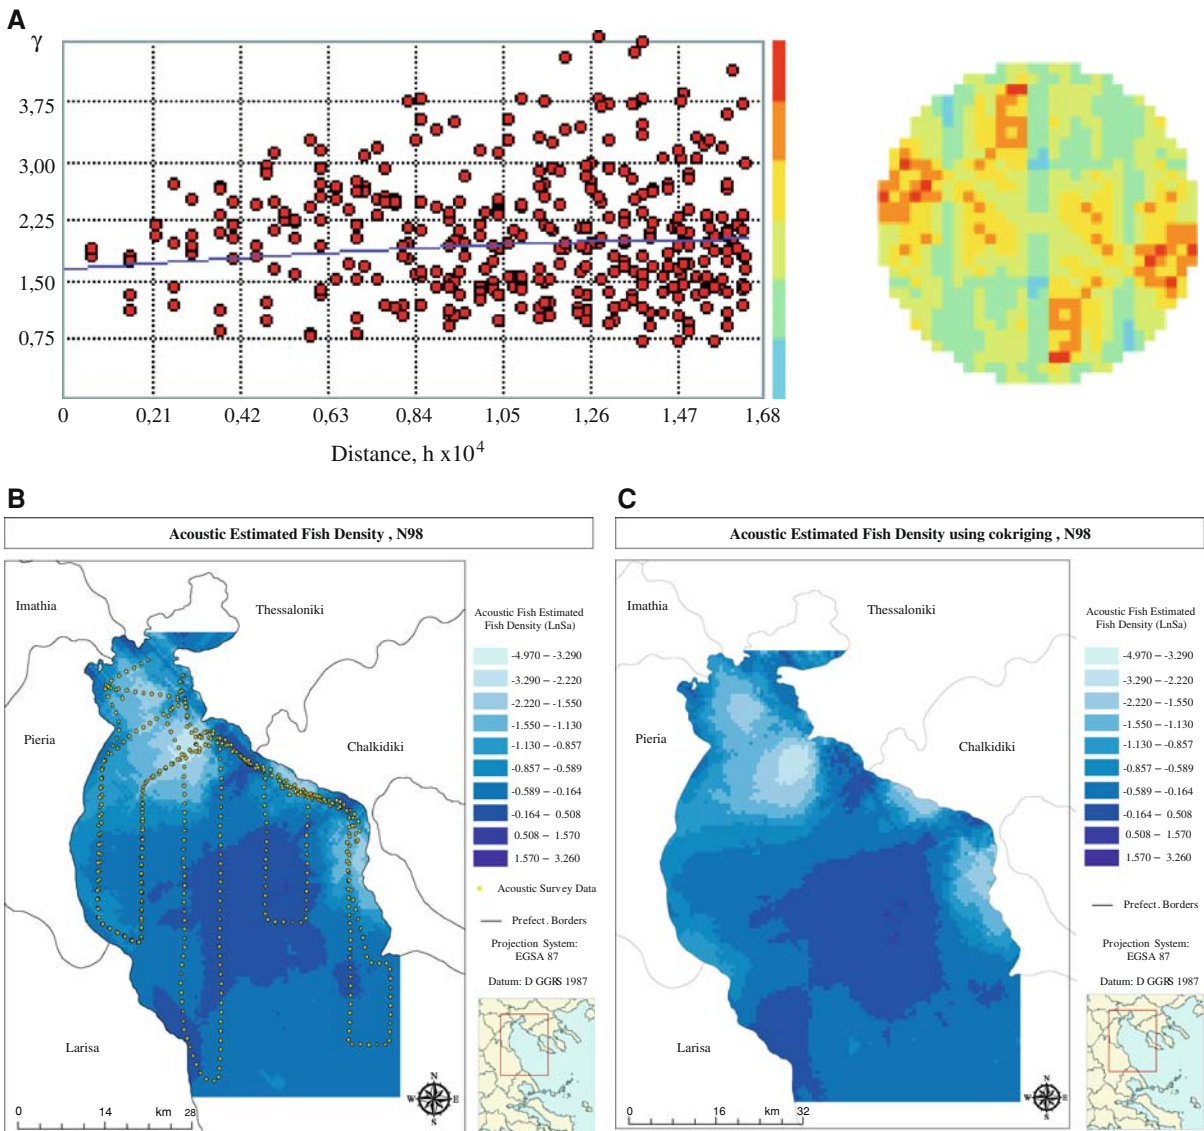 A
γ
3,75
3,00
2,25
1,50
0,75
0 0,21 0,42 0,63 0,84 1,05 1,26 1,47 1,68
Distance, h x10⁴
B
Acoustic Estimated Fish Density , N98
Imathia
Thessaloniki
Pieria
Chalkidiki
Larisa
Acoustic Fish Estimated
Fish Density (LnSa)
-4.970 – -3.290
-3.290 – -2.220
-2.220 – -1.550
-1.550 – -1.130
-1.130 – -0.857
-0.857 – -0.589
-0.589 – -0.164
-0.164 – 0.508
0.508 – 1.570
1.570 – 3.260
Acoustic Survey Data
Prefect. Borders
Projection System:
EGSA 87
Datum: D GGRS 1987
N
W E
S
0 14 km 28
C
Acoustic Estimated Fish Density using cokriging , N98
Imathia
Thessaloniki
Pieria
Chalkidiki
Larisa
Acoustic Fish Estimated
Fish Density (LnSa)
-4.970 – -3.290
-3.290 – -2.220
-2.220 – -1.550
-1.550 – -1.130
-1.130 – -0.857
-0.857 – -0.589
-0.589 – -0.164
-0.164 – 0.508
0.508 – 1.570
1.570 – 3.260
Prefect. Borders
Projection System:
EGSA 87
Datum: D GGRS 1987
N
W E
S
0 16 km 32